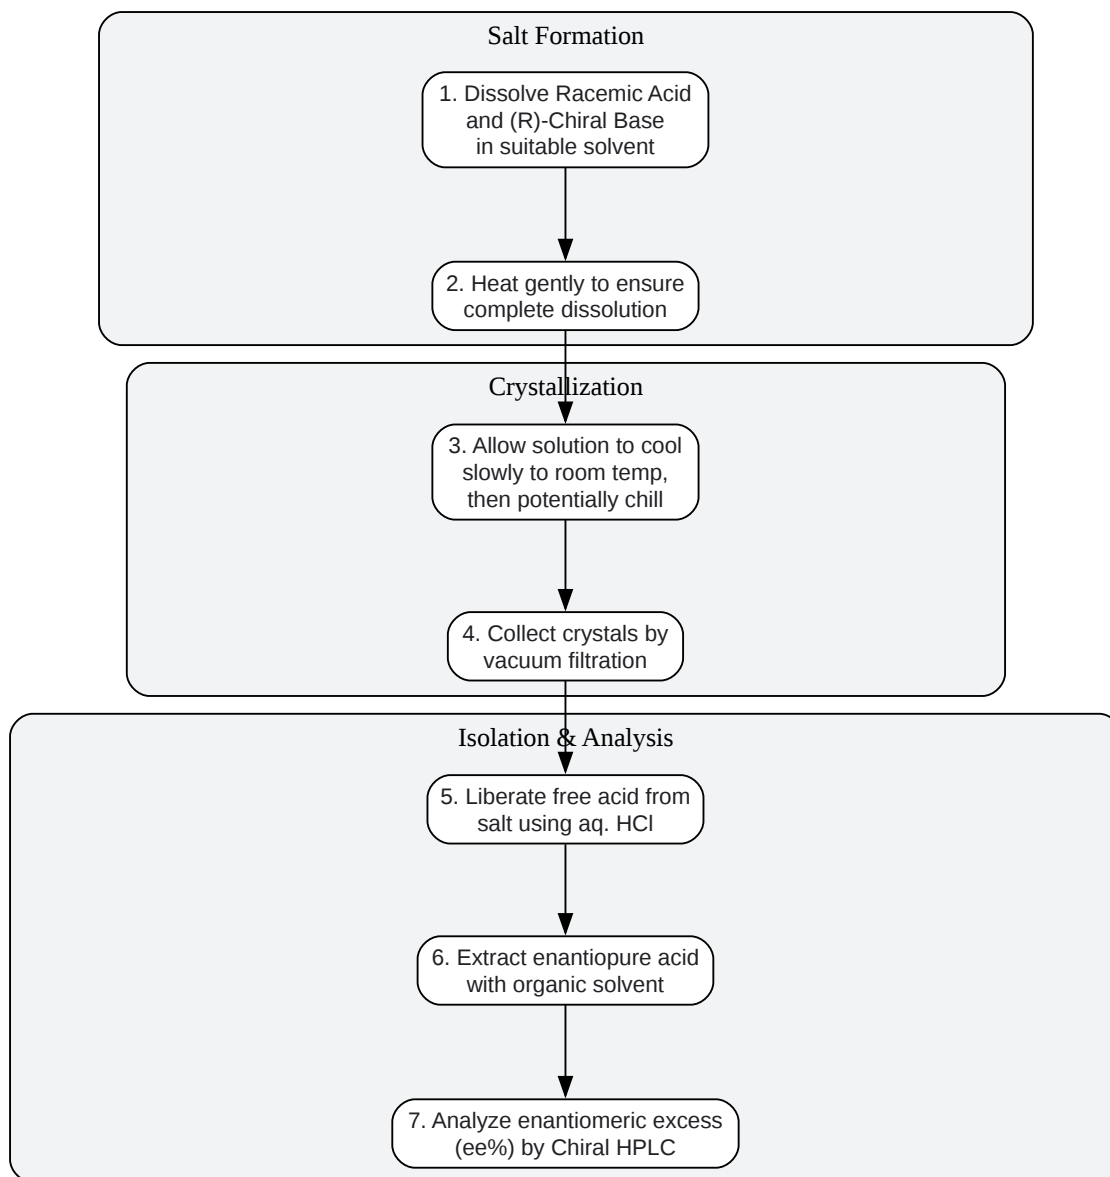 Salt Formation
1. Dissolve Racemic Acid
and (R)-Chiral Base
in suitable solvent
2. Heat gently to ensure
complete dissolution
Crystallization
3. Allow solution to cool
slowly to room temp,
then potentially chill
4. Collect crystals by
vacuum filtration
Isolation & Analysis
5. Liberate free acid from
salt using aq. HCl
6. Extract enantiopure acid
with organic solvent
7. Analyze enantiomeric excess
(ee%) by Chiral HPLC